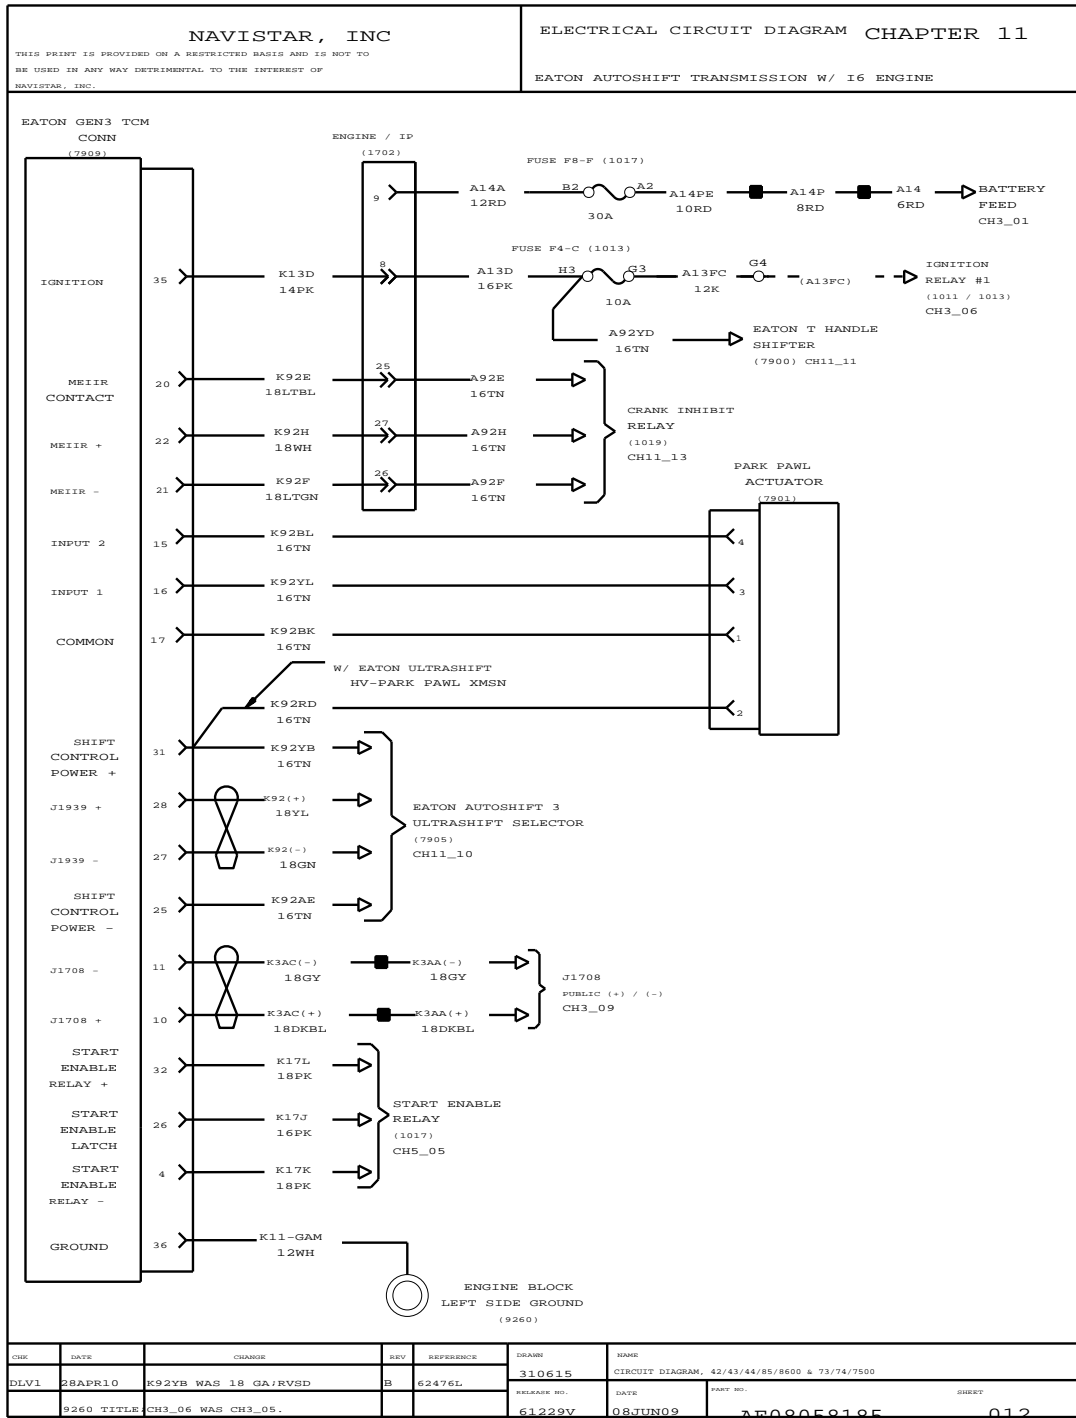 NAVISTAR, INC
THIS PRINT IS PROVIDED ON A RESTRICTED BASIS AND IS NOT TO
BE USED IN ANY WAY DETRIMENTAL TO THE INTEREST OF
NAVISTAR, INC.
ELECTRICAL CIRCUIT DIAGRAM CHAPTER 11
EATON AUTOSHIFT TRANSMISSION W/ I6 ENGINE
EATON GEN3 TCM
CONN
(7909)
ENGINE / IP
(1702)
FUSE F8-F (1017)
9
A14A
12RD
B2
A2
30A
A14PE
10RD
A14P
8RD
A14
6RD
BATTERY
FEED
CH3_01
FUSE F4-C (1013)
IGNITION
35
K13D
14PK
8
A13D
16PK
H3
G3
10A
A13FC
12K
G4
(A13FC)
IGNITION
RELAY #1
(1011 / 1013)
CH3_06
A92YD
16TN
EATON T HANDLE
SHIFTER
(7900) CH11_11
MEIIR
CONTACT
20
K92E
18LTBL
25
A92E
16TN
MEIIR +
22
K92H
18WH
27
A92H
16TN
CRANK INHIBIT
RELAY
(1019)
CH11_13
MEIIR -
21
K92F
18LTGN
26
A92F
16TN
PARK PAWL
ACTUATOR
(7901)
INPUT 2
15
K92BL
16TN
4
INPUT 1
16
K92YL
16TN
3
COMMON
17
K92BK
16TN
1
W/ EATON ULTRASHIFT
HV-PARK PAWL XMSN
K92RD
16TN
2
SHIFT
CONTROL
POWER +
31
K92YB
16TN
J1939 +
28
K92(+)
18YL
EATON AUTOSHIFT 3
ULTRASHIFT SELECTOR
(7905)
CH11_10
J1939 -
27
K92(-)
18GN
SHIFT
CONTROL
POWER -
25
K92AE
16TN
J1708 -
11
K3AC(-)
18GY
K3AA(-)
18GY
J1708
PUBLIC (+) / (-)
CH3_09
J1708 +
10
K3AC(+)
18DKBL
K3AA(+)
18DKBL
START
ENABLE
RELAY +
32
K17L
18PK
START
ENABLE
LATCH
26
K17J
16PK
START ENABLE
RELAY
(1017)
CH5_05
START
ENABLE
RELAY -
4
K17K
18PK
GROUND
36
K11-GAM
12WH
ENGINE BLOCK
LEFT SIDE GROUND
(9260)
CHK DATE CHANGE REV REFERENCE
DLV1 28APR10 K92YB WAS 18 GA;RVSD B 62476L
9260 TITLE;CH3_06 WAS CH3_05.
DRAWN
310615
NAME
CIRCUIT DIAGRAM, 42/43/44/85/8600 & 73/74/7500
RELEASE NO.
61229V
DATE
08JUN09
PART NO.
AE08058185
SHEET
012